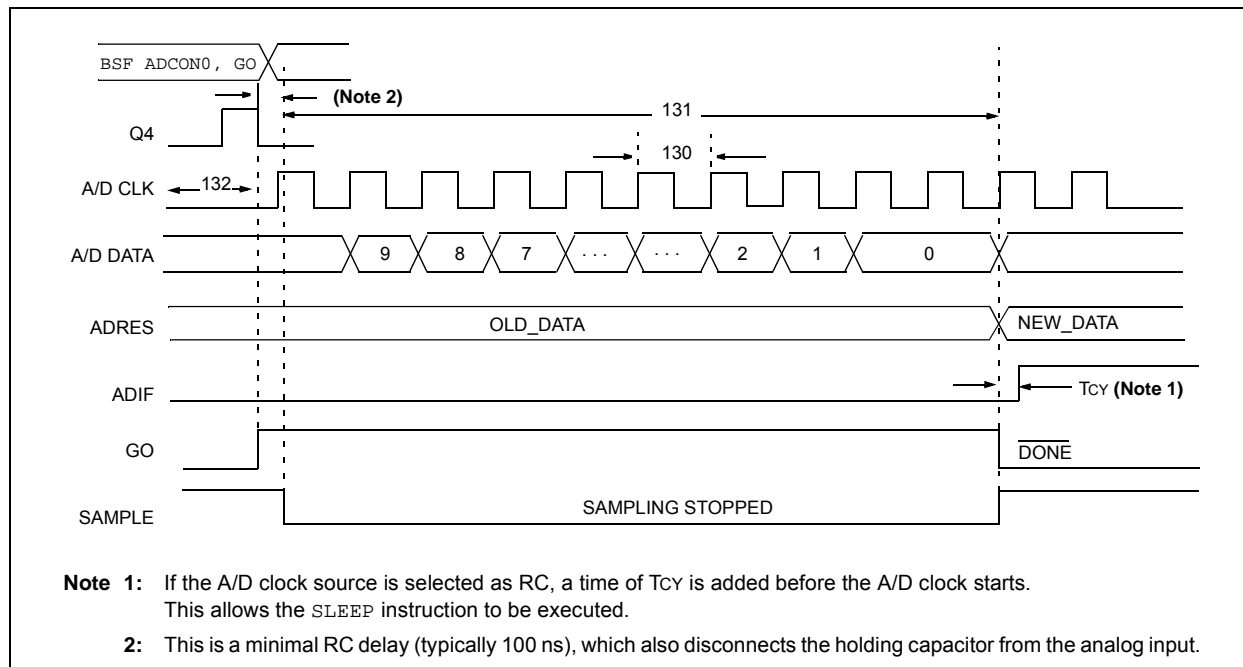 BSF ADCON0, GO
(Note 2)
131
Q4
130
A/D CLK
132
A/D DATA
9 8 7 · · · · · · 2 1 0
ADRES
OLD_DATA
NEW_DATA
ADIF
TCY (Note 1)
GO
DONE
SAMPLE
SAMPLING STOPPED
Note 1: If the A/D clock source is selected as RC, a time of TCY is added before the A/D clock starts.
This allows the SLEEP instruction to be executed.
2: This is a minimal RC delay (typically 100 ns), which also disconnects the holding capacitor from the analog input.